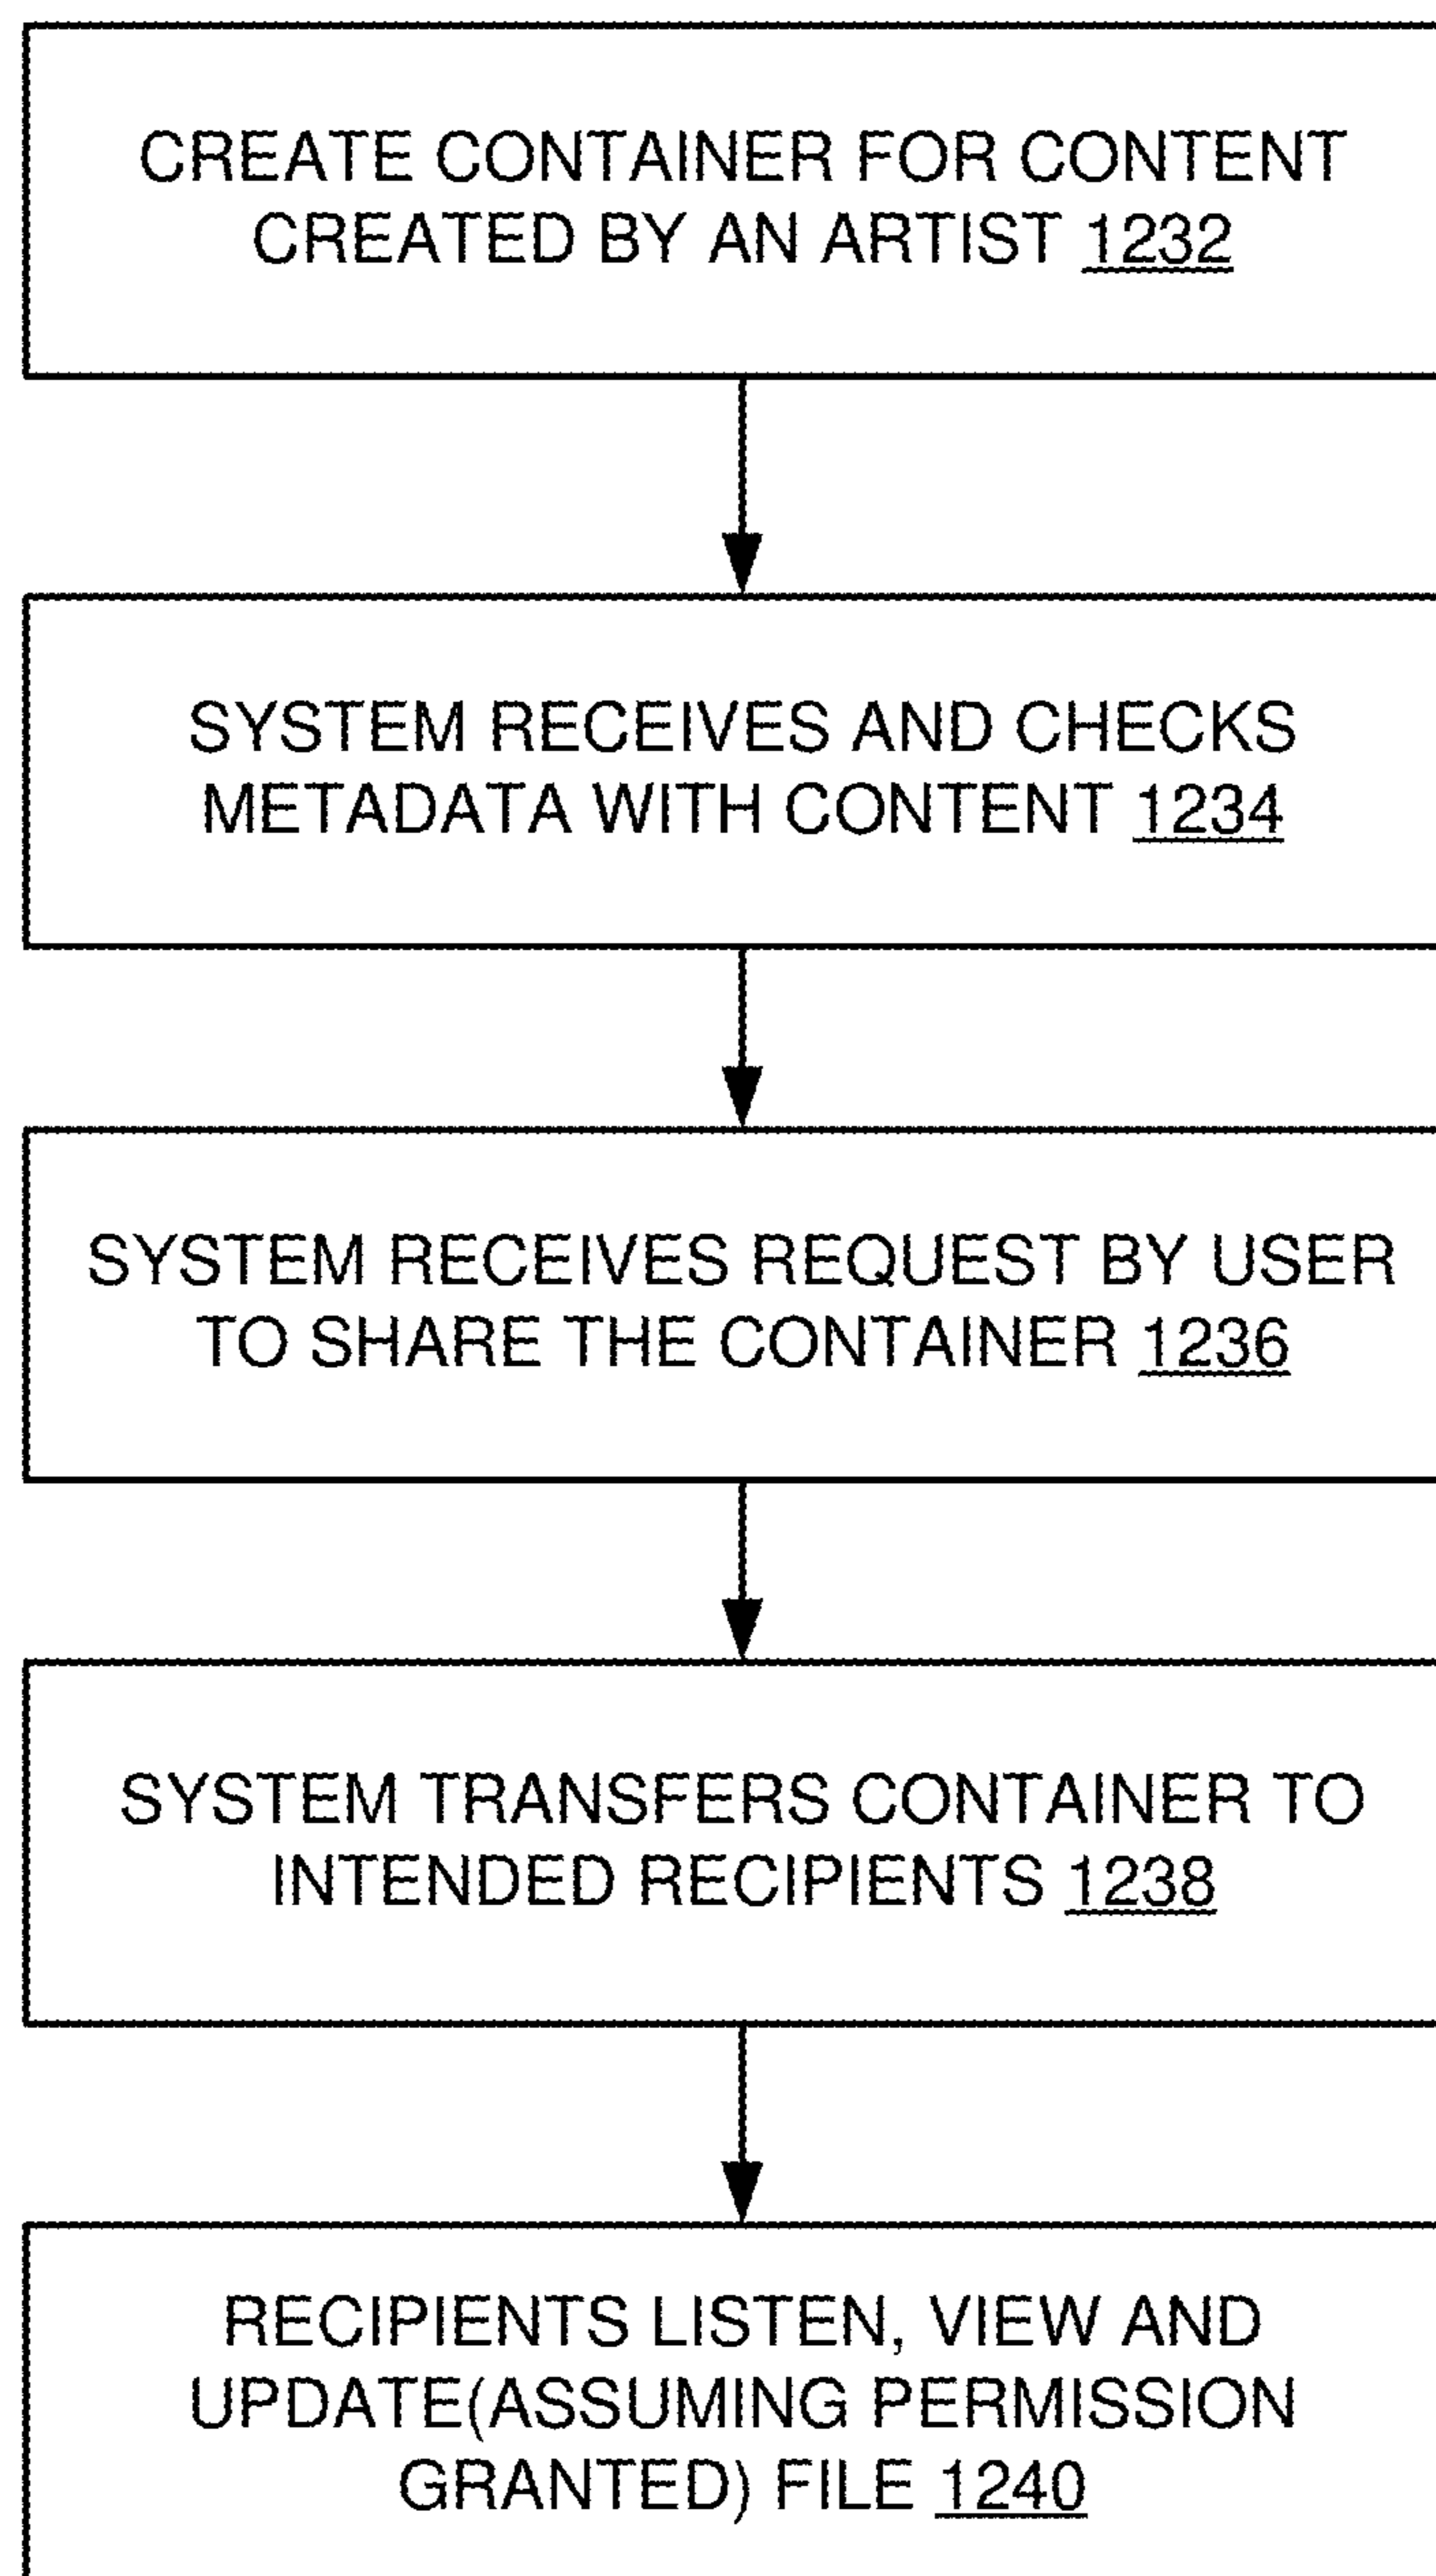 CREATE CONTAINER FOR CONTENT
CREATED BY AN ARTIST 1232
SYSTEM RECEIVES AND CHECKS
METADATA WITH CONTENT 1234
SYSTEM RECEIVES REQUEST BY USER
TO SHARE THE CONTAINER 1236
SYSTEM TRANSFERS CONTAINER TO
INTENDED RECIPIENTS 1238
RECIPIENTS LISTEN, VIEW AND
UPDATE(ASSUMING PERMISSION
GRANTED) FILE 1240